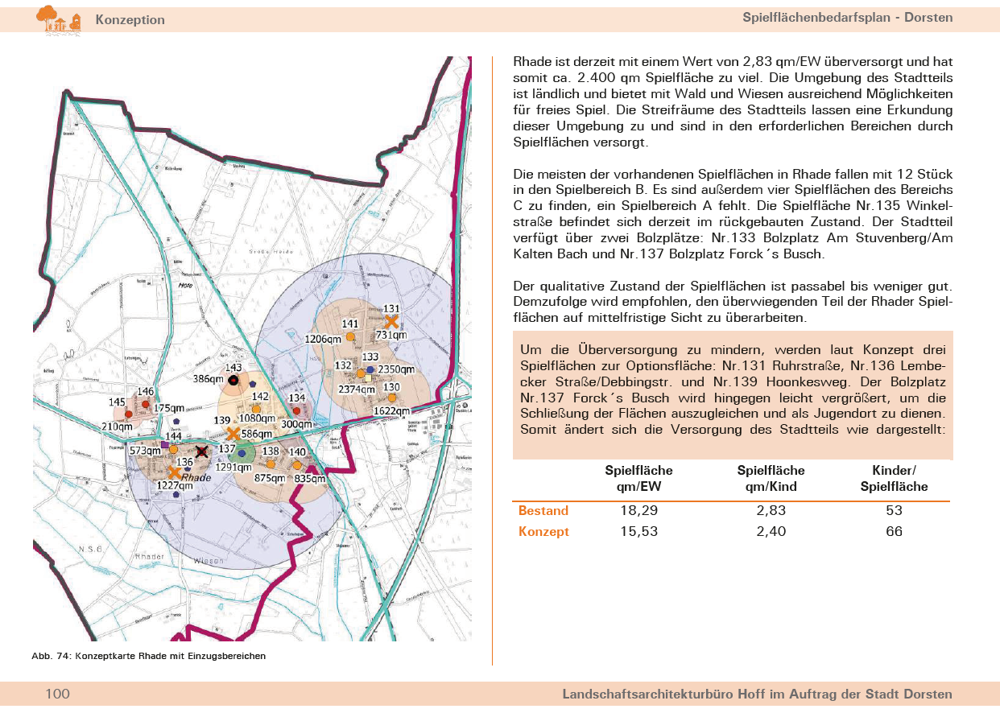 Konzeption
Spielflächenbedarfsplan - Dorsten
Rhade ist derzeit mit einem Wert von 2,83 qm/EW überversorgt und hat
somit ca. 2.400 qm Spielfläche zu viel. Die Umgebung des Stadtteils
ist ländlich und bietet mit Wald und Wiesen ausreichend Möglichkeiten
für freies Spiel. Die Streifräume des Stadtteils lassen eine Erkundung
dieser Umgebung zu und sind in den erforderlichen Bereichen durch
Spielflächen versorgt.
Die meisten der vorhandenen Spielflächen in Rhade fallen mit 12 Stück
in den Spielbereich B. Es sind außerdem vier Spielflächen des Bereichs
C zu finden, ein Spielbereich A fehlt. Die Spielfläche Nr.135 Winkel-
straße befindet sich derzeit im rückgebauten Zustand. Der Stadtteil
verfügt über zwei Bolzplätze: Nr.133 Bolzplatz Am Stuvenberg/Am
Kalten Bach und Nr.137 Bolzplatz Forck´s Busch.
Der qualitative Zustand der Spielflächen ist passabel bis weniger gut.
Demzufolge wird empfohlen, den überwiegenden Teil der Rhader Spiel-
flächen auf mittelfristige Sicht zu überarbeiten.
Um die Überversorgung zu mindern, werden laut Konzept drei
Spielflächen zur Optionsfläche: Nr.131 Ruhrstraße, Nr.136 Lembe-
cker Straße/Debbingstr. und Nr.139 Hoonkesweg. Der Bolzplatz
Nr.137 Forck´s Busch wird hingegen leicht vergrößert, um die
Schließung der Flächen auszugleichen und als Jugendort zu dienen.
Somit ändert sich die Versorgung des Stadtteils wie dargestellt:
Spielfläche Spielfläche Kinder/
qm/EW qm/Kind Spielfläche
Bestand 18,29 2,83 53
Konzept 15,53 2,40 66
Große Heide
Höfe
131
141
731qm
1206qm
133
132
2350qm
2374qm
130
1622qm
143
386qm
142
134
146
145
175qm
1080qm
139
300qm
210qm
586qm
144
573qm
137
138
140
136
1291qm
875qm
835qm
Rhade
1227qm
N.S.G.
Rhader
Wiesen
Abb. 74: Konzeptkarte Rhade mit Einzugsbereichen
100
Landschaftsarchitekturbüro Hoff im Auftrag der Stadt Dorsten